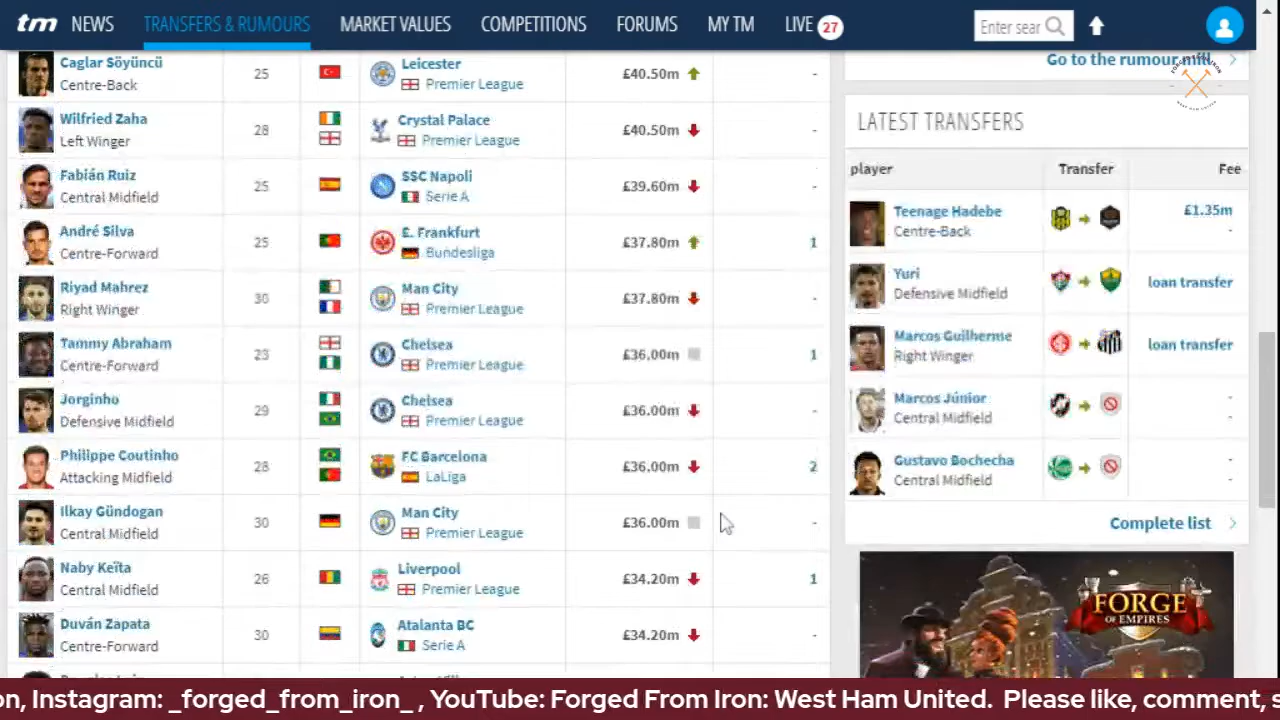 tm NEWS TRANSFERS & RUMOURS MARKET VALUES COMPETITIONS FORUMS MY TM LIVE 27 Enter sear
Caglar Söyüncü
Centre-Back
25
Leicester
Premier League
£40.50m
-
Wilfried Zaha
Left Winger
28
Crystal Palace
Premier League
£40.50m
-
Fabián Ruiz
Central Midfield
25
SSC Napoli
Serie A
£39.60m
-
André Silva
Centre-Forward
25
E. Frankfurt
Bundesliga
£37.80m
1
Riyad Mahrez
Right Winger
30
Man City
Premier League
£37.80m
-
Tammy Abraham
Centre-Forward
23
Chelsea
Premier League
£36.00m
1
Jorginho
Defensive Midfield
29
Chelsea
Premier League
£36.00m
-
Philippe Coutinho
Attacking Midfield
28
FC Barcelona
LaLiga
£36.00m
2
Ilkay Gündogan
Central Midfield
30
Man City
Premier League
£36.00m
-
Naby Keïta
Central Midfield
26
Liverpool
Premier League
£34.20m
1
Duván Zapata
Centre-Forward
30
Atalanta BC
Serie A
£34.20m
-
Go to the rumour mill
LATEST TRANSFERS
player Transfer Fee
Teenage Hadebe
Centre-Back
£1.35m
-
Yuri
Defensive Midfield
loan transfer
Marcos Guilherme
Right Winger
loan transfer
Marcos Júnior
Central Midfield
-
-
Gustavo Bochecha
Central Midfield
-
-
Complete list
FORGE
OF EMPIRES
on, Instagram: _forged_from_iron_ , YouTube: Forged From Iron: West Ham United. Please like, comment, s